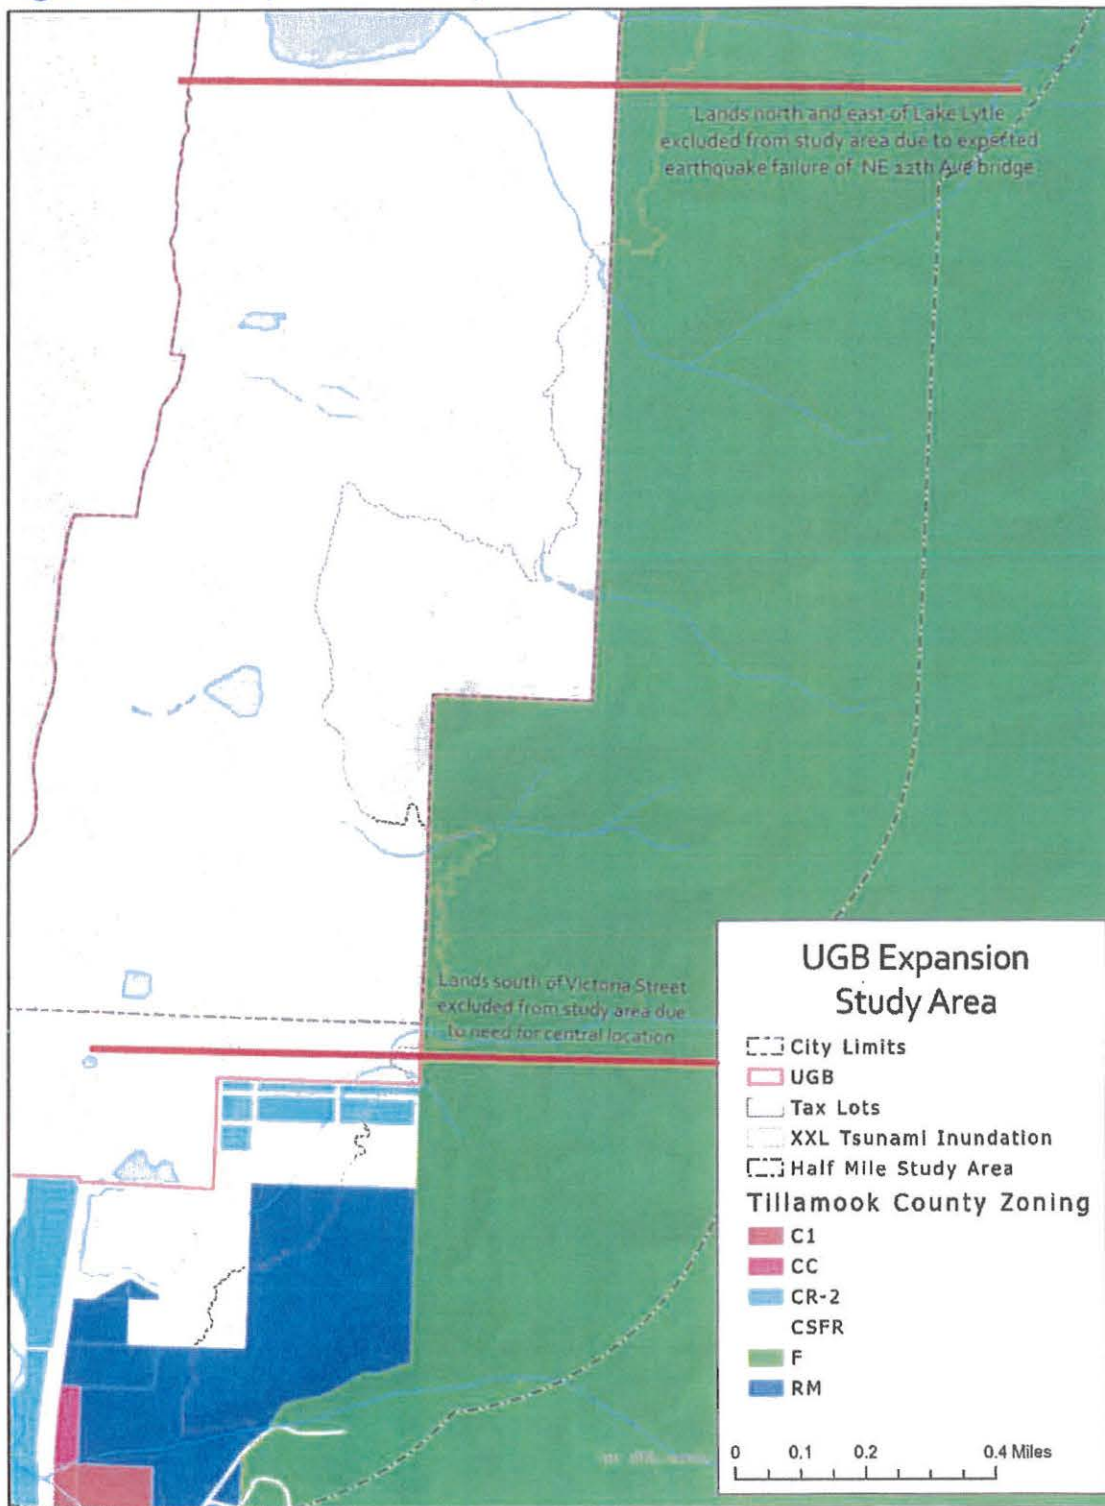 Lands north and east of Lake Lytle
excluded from study area due to expected
earthquake failure of NE 12th Ave bridge
Lands south of Victoria Street
excluded from study area due
to need for central location
UGB Expansion
Study Area
City Limits
UGB
Tax Lots
XXL Tsunami Inundation
Half Mile Study Area
Tillamook County Zoning
C1
CC
CR-2
CSFR
F
RM
0 0.1 0.2 0.4 Miles